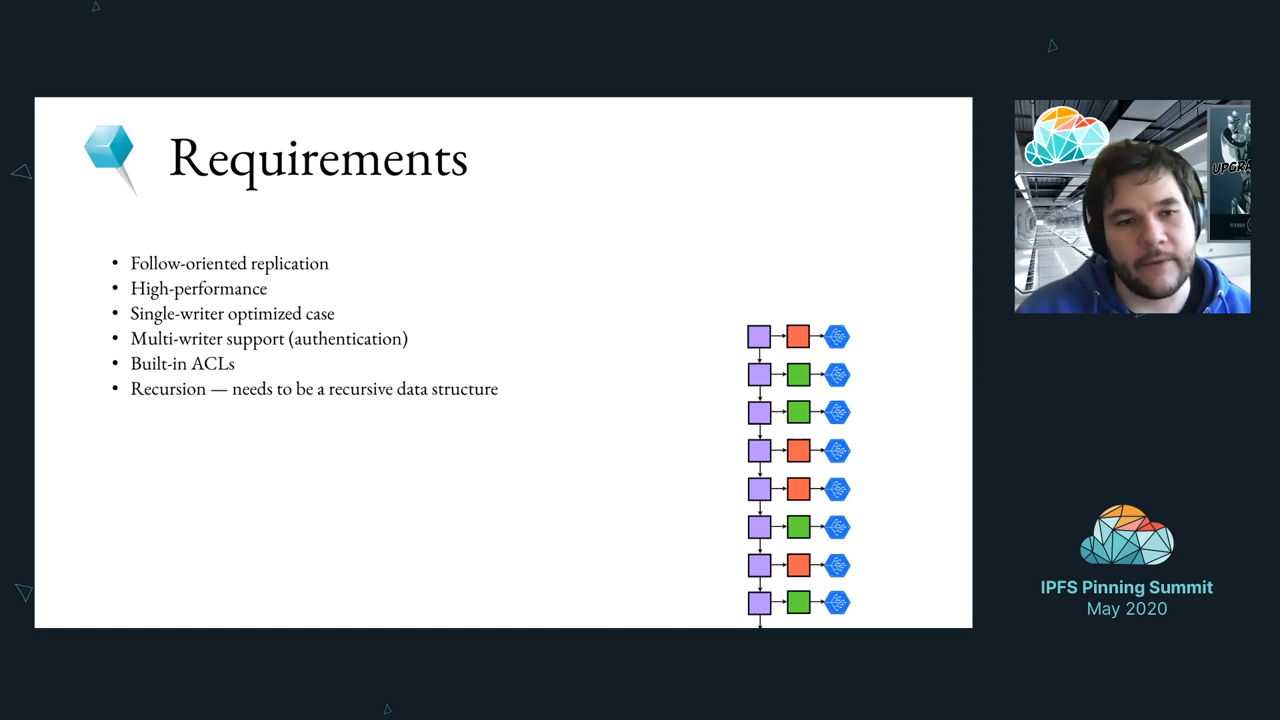 Requirements
• Follow-oriented replication
• High-performance
• Single-writer optimized case
• Multi-writer support (authentication)
• Built-in ACLs
• Recursion — needs to be a recursive data structure
UPGRA
IPFS Pinning Summit
May 2020